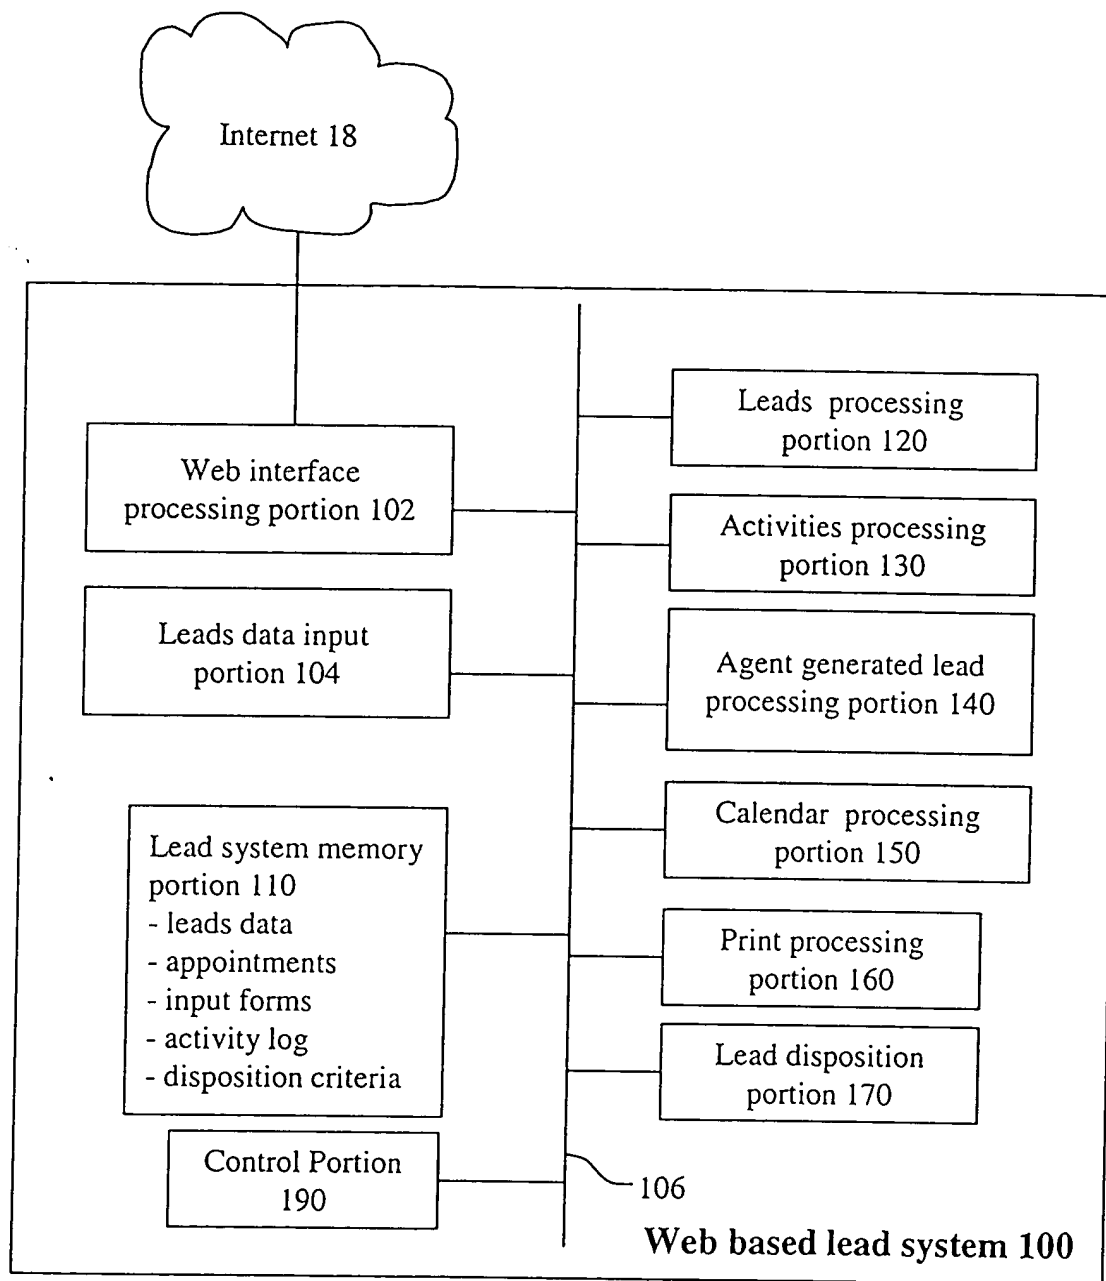 Internet 18
Web interface
processing portion 102
Leads data input
portion 104
Lead system memory
portion 110
- leads data
- appointments
- input forms
- activity log
- disposition criteria
Control Portion
190
Leads processing
portion 120
Activities processing
portion 130
Agent generated lead
processing portion 140
Calendar processing
portion 150
Print processing
portion 160
Lead disposition
portion 170
106
Web based lead system 100